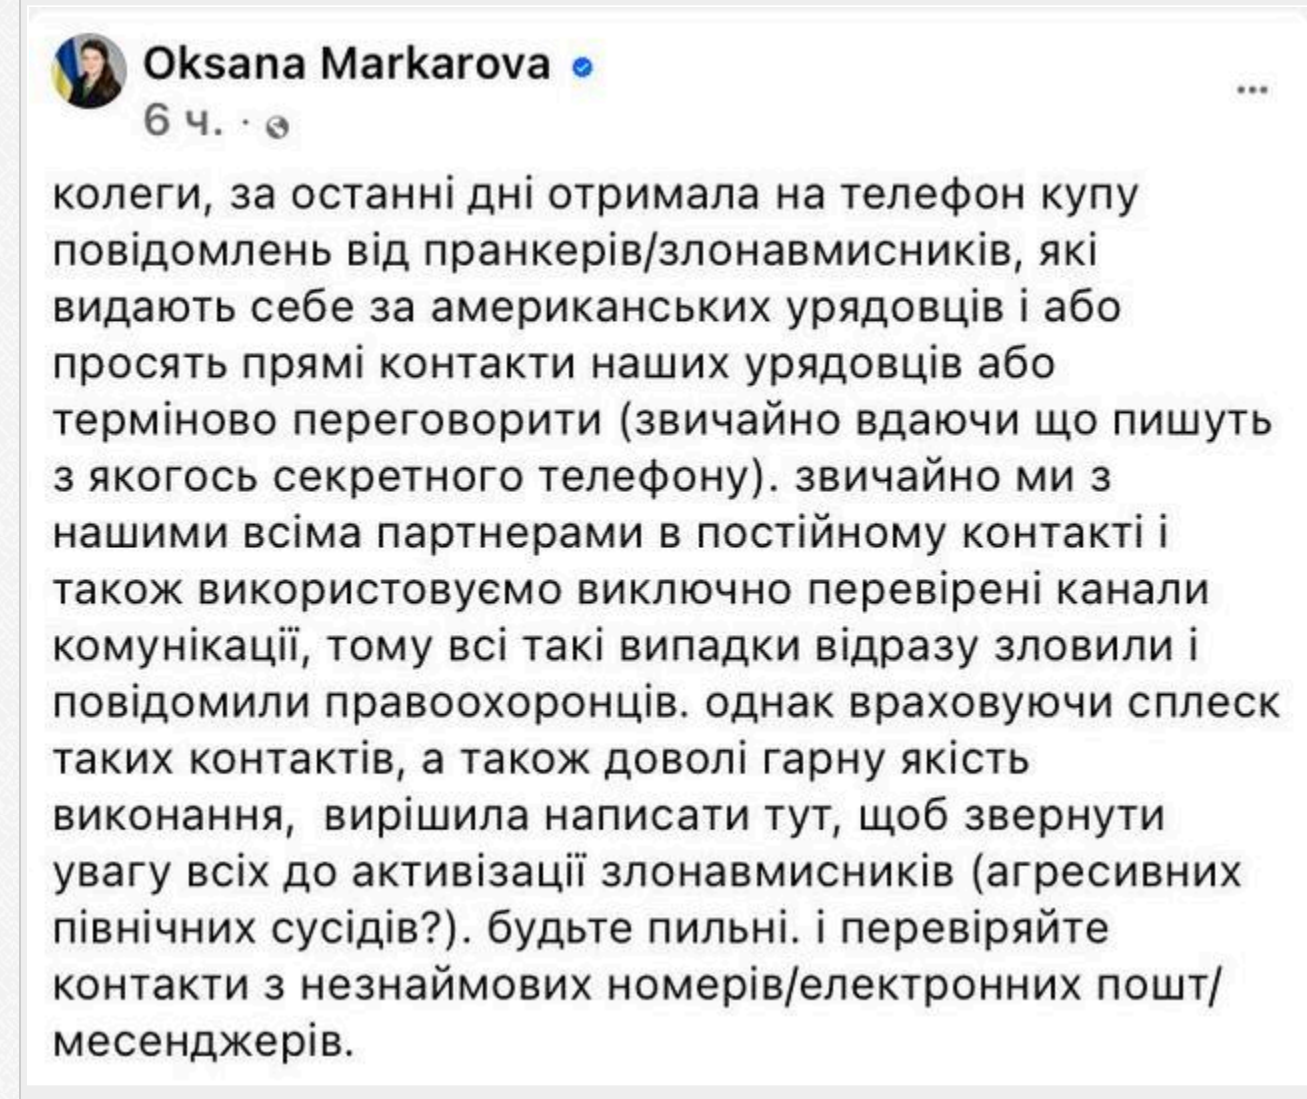 Oksana Markarova
6 ч. ·
колеги, за останні дні отримала на телефон купу
повідомлень від пранкерів/злонавмисників, які
видають себе за американських урядовців і або
просять прямі контакти наших урядовців або
терміново переговорити (звичайно вдаючи що пишуть
з якогось секретного телефону). звичайно ми з
нашими всіма партнерами в постійному контакті і
також використовуємо виключно перевірені канали
комунікації, тому всі такі випадки відразу зловили і
повідомили правоохоронців. однак враховуючи сплеск
таких контактів, а також доволі гарну якість
виконання,  вирішила написати тут, щоб звернути
увагу всіх до активізації злонавмисників (агресивних
північних сусідів?). будьте пильні. і перевіряйте
контакти з незнаймових номерів/електронних пошт/
месенджерів.